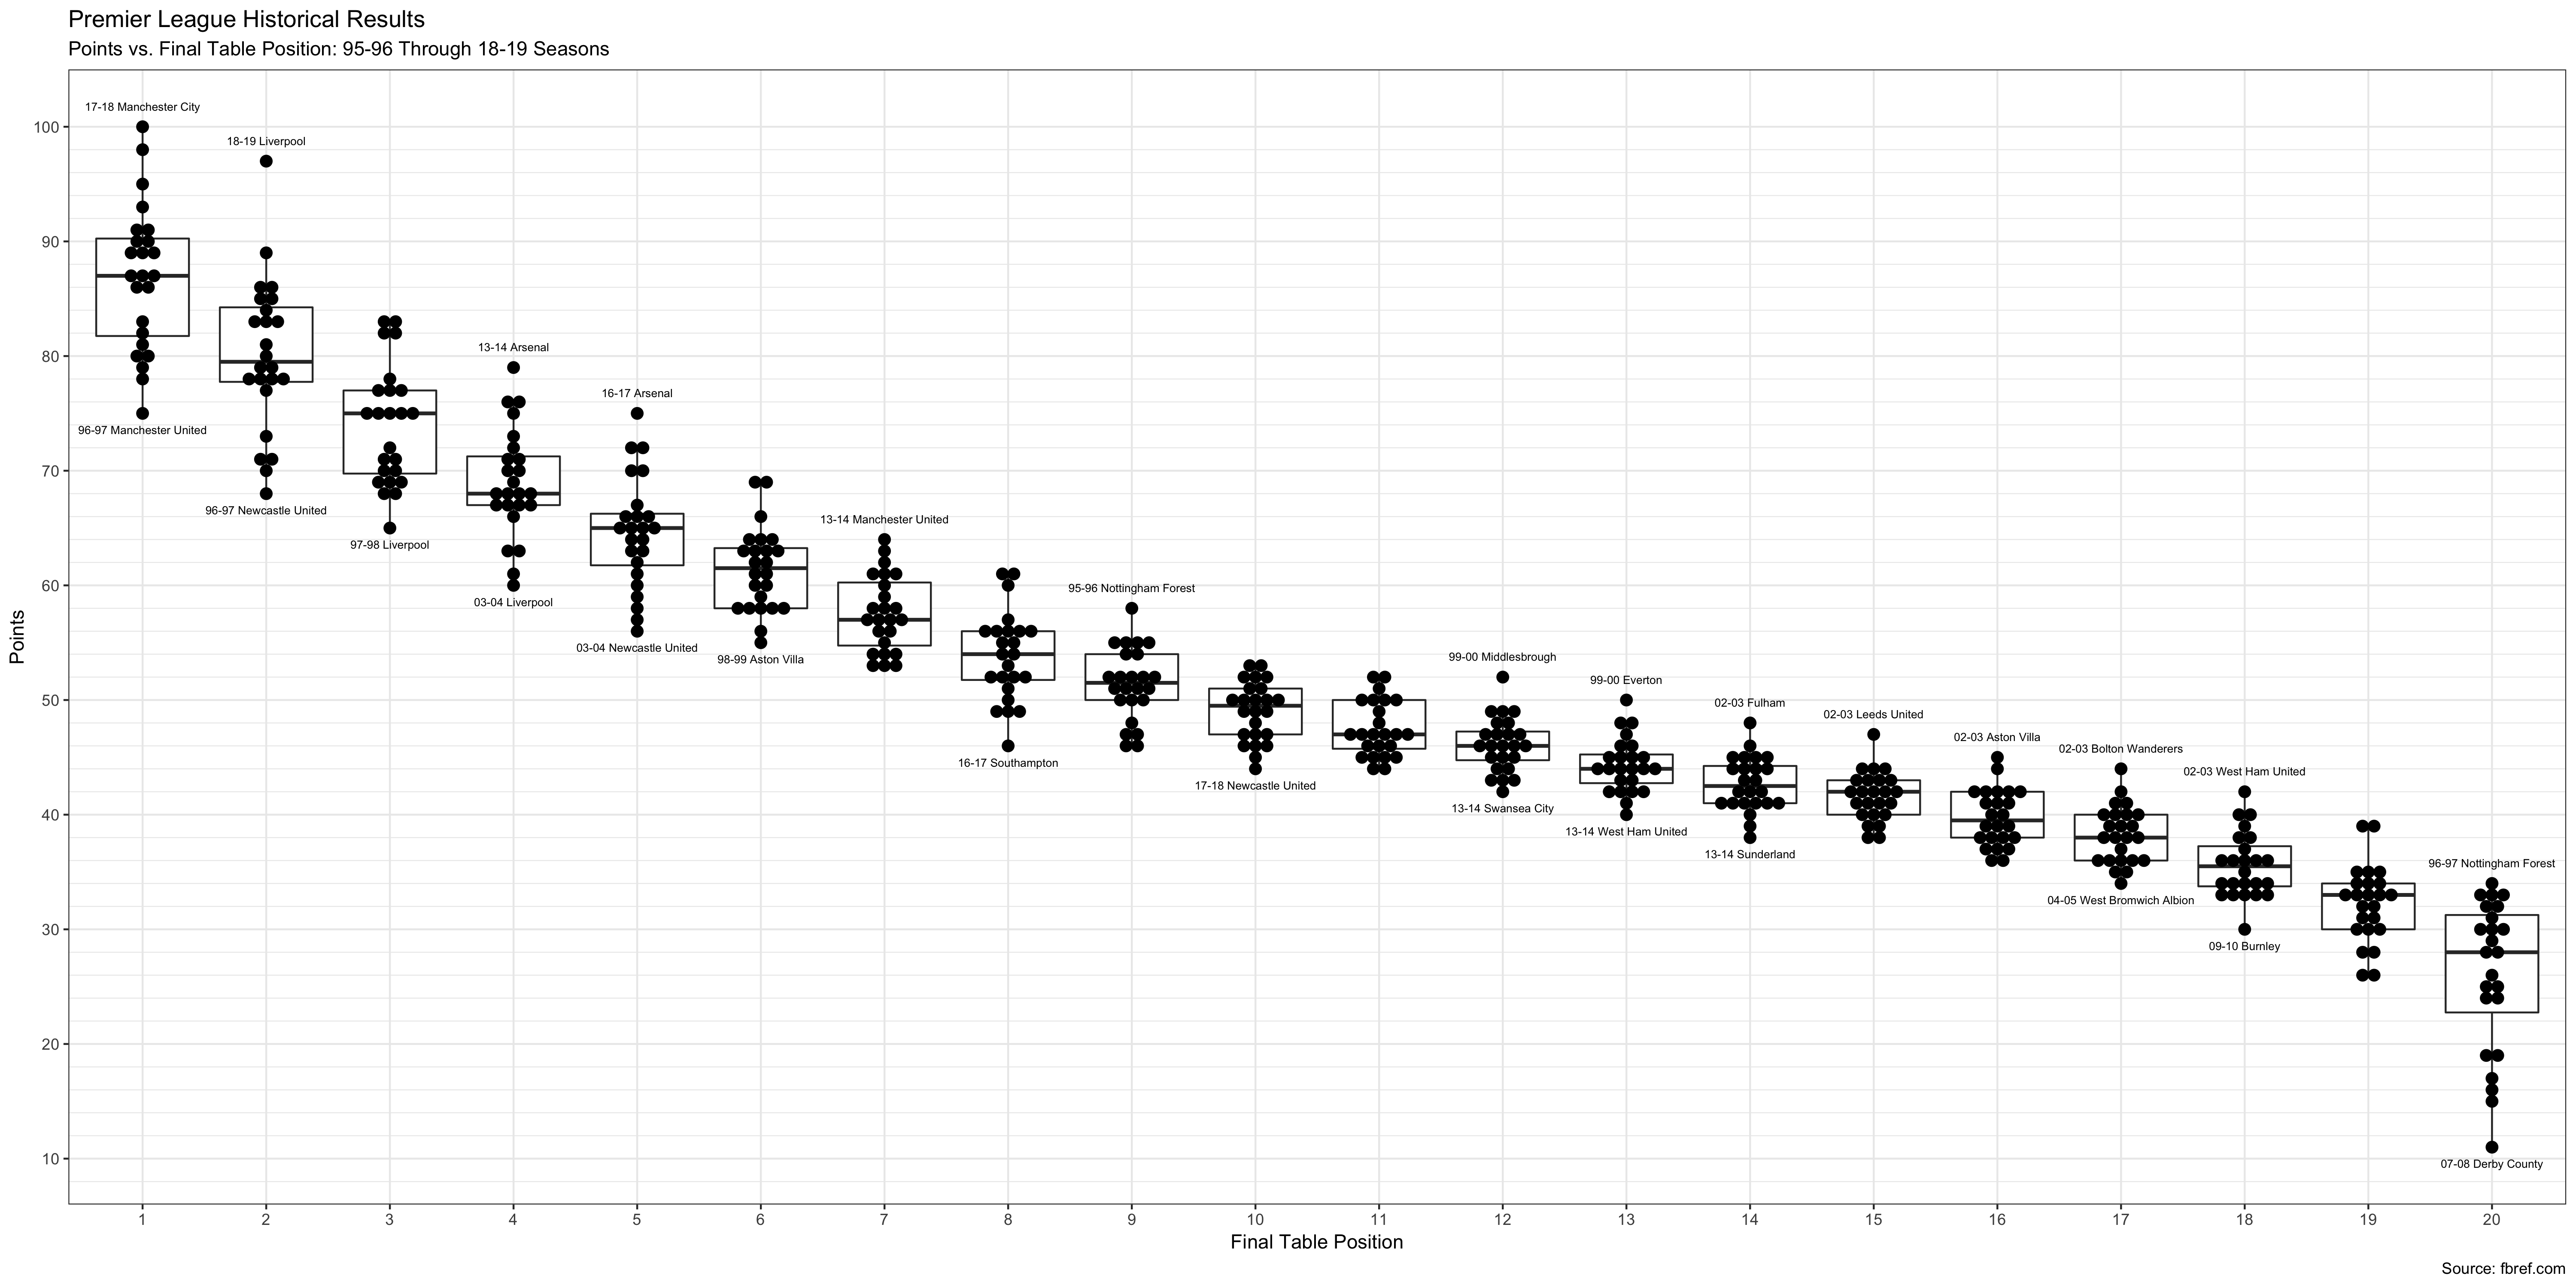 Premier League Historical Results
Points vs. Final Table Position: 95-96 Through 18-19 Seasons
Points
100
90
80
70
60
50
40
30
20
10
17-18 Manchester City
96-97 Manchester United
18-19 Liverpool
96-97 Newcastle United
97-98 Liverpool
13-14 Arsenal
03-04 Liverpool
16-17 Arsenal
03-04 Newcastle United
98-99 Aston Villa
13-14 Manchester United
16-17 Southampton
95-96 Nottingham Forest
17-18 Newcastle United
99-00 Middlesbrough
13-14 Swansea City
99-00 Everton
13-14 West Ham United
02-03 Fulham
13-14 Sunderland
02-03 Leeds United
02-03 Aston Villa
02-03 Bolton Wanderers
04-05 West Bromwich Albion
02-03 West Ham United
09-10 Burnley
96-97 Nottingham Forest
07-08 Derby County
1 2 3 4 5 6 7 8 9 10 11 12 13 14 15 16 17 18 19 20
Final Table Position
Source: fbref.com